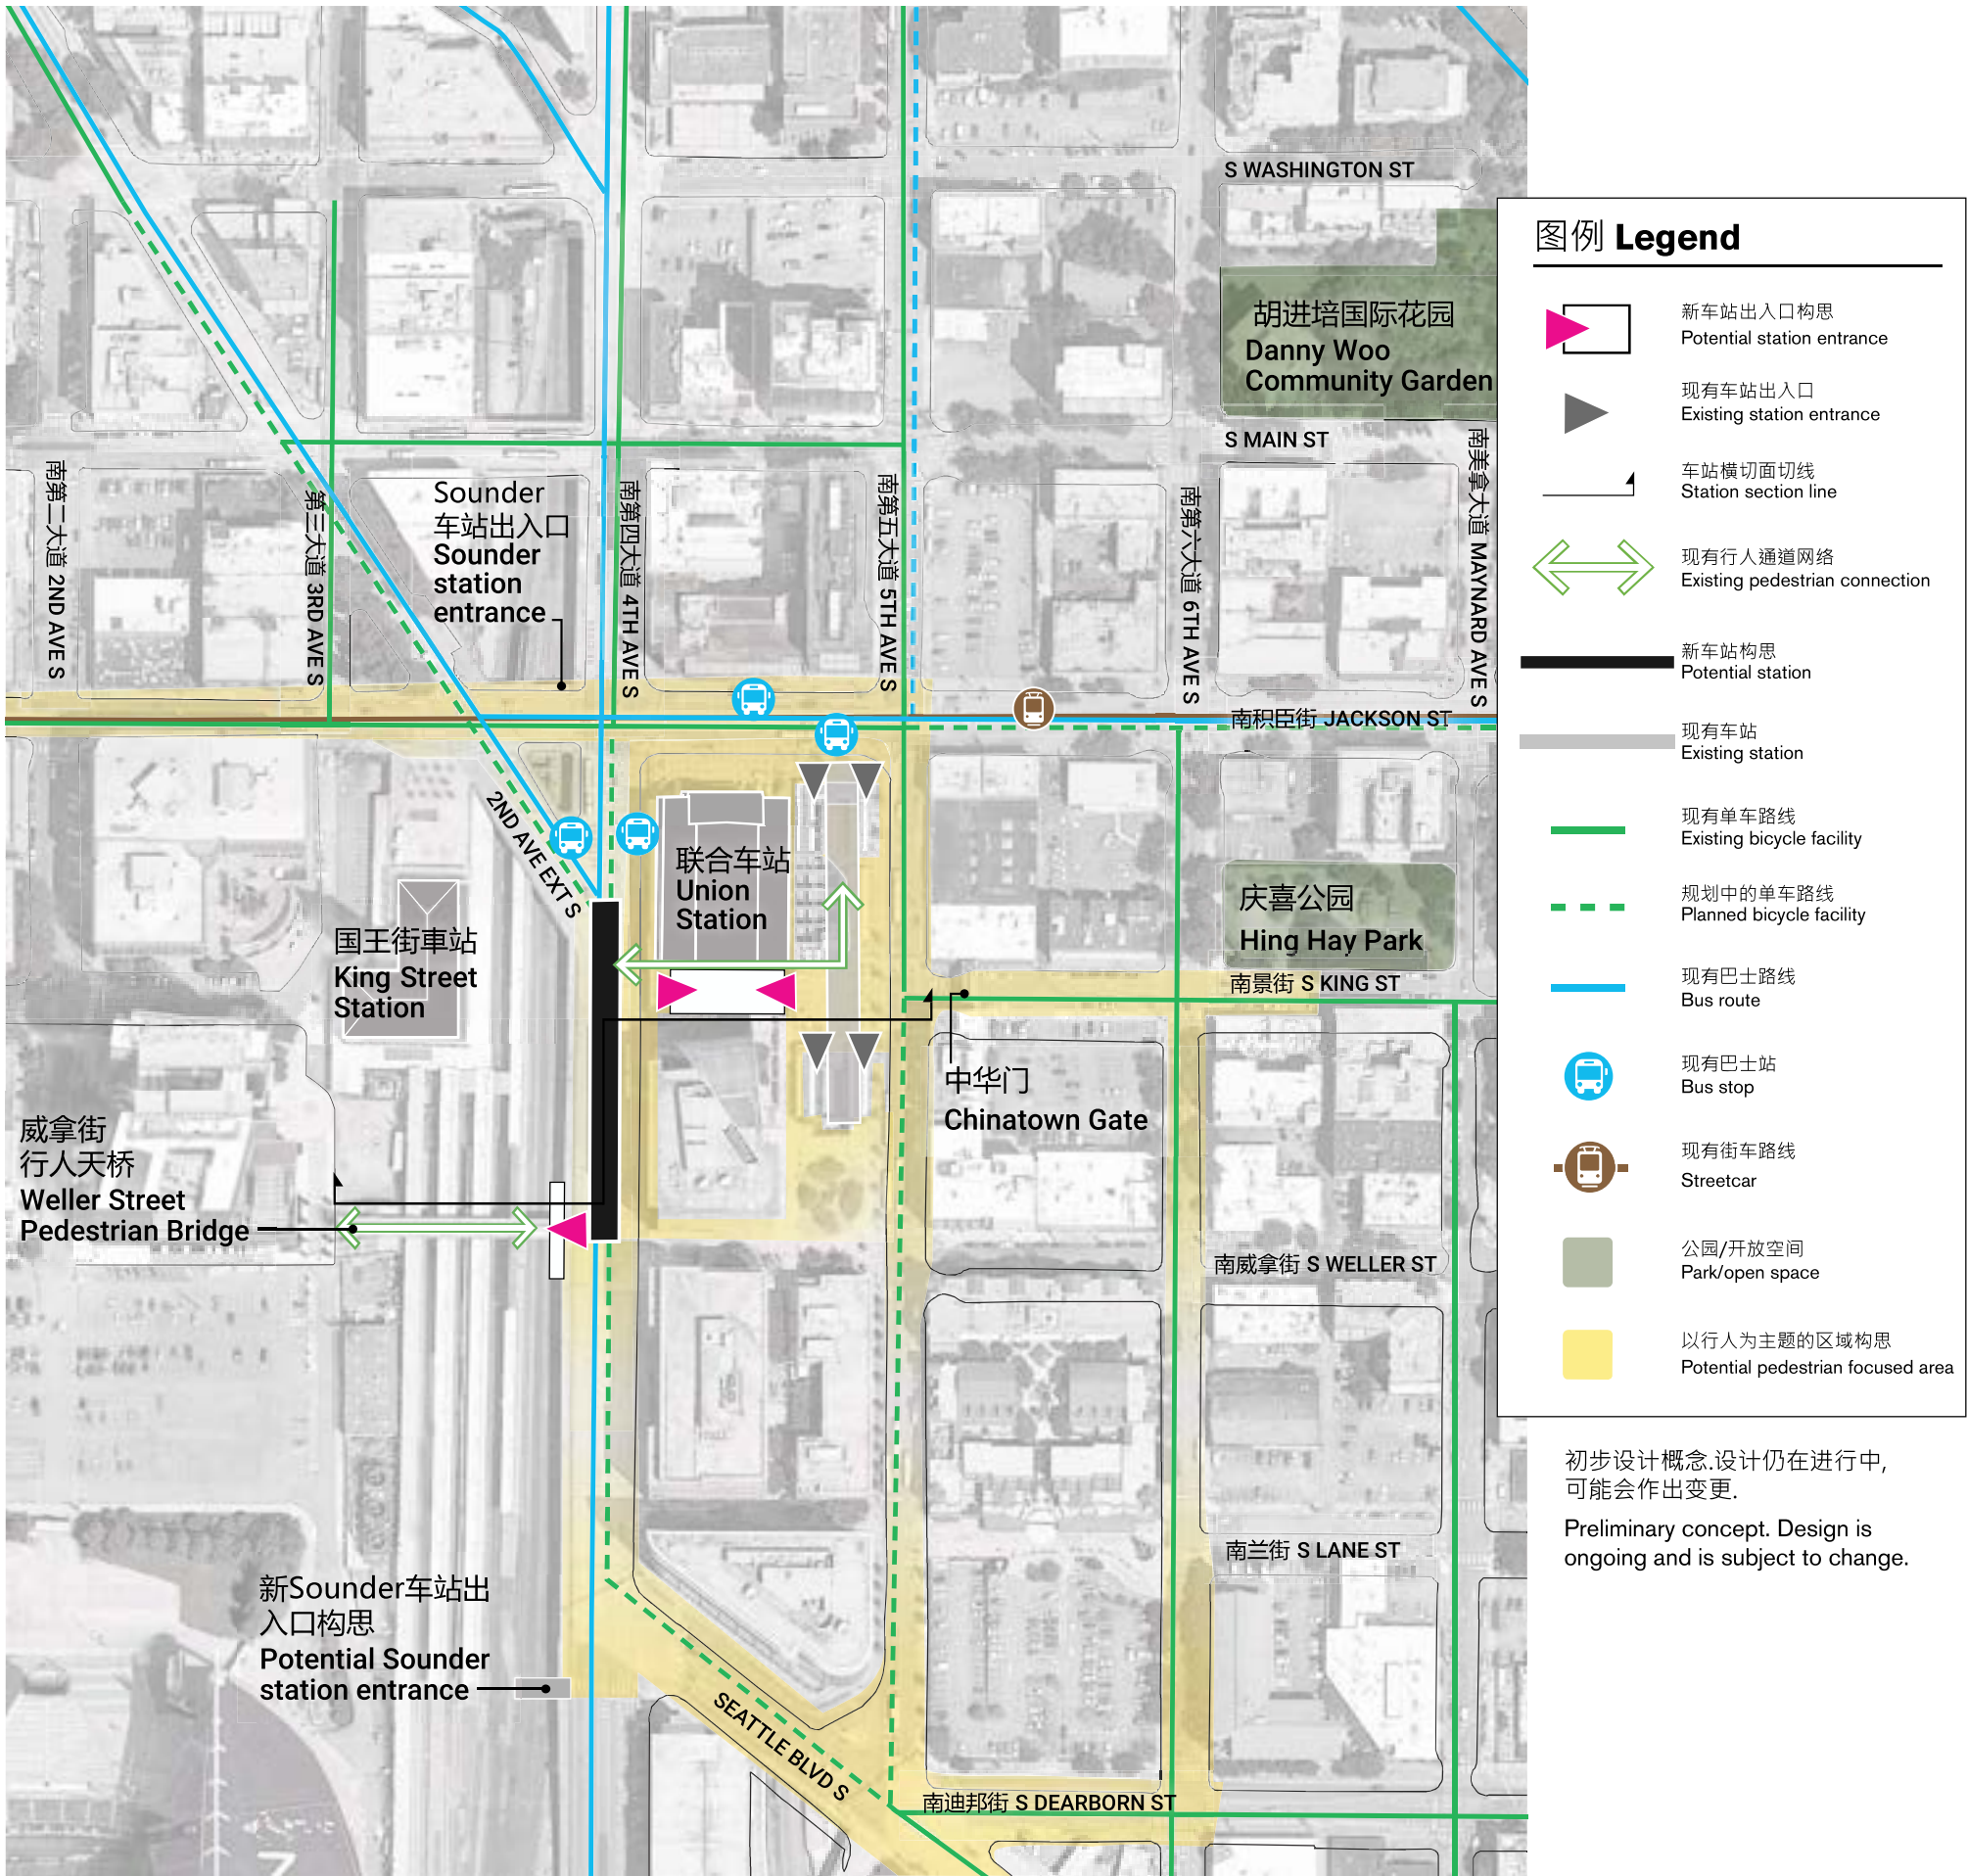 S WASHINGTON ST
胡进培国际花园
Danny Woo
Community Garden
S MAIN ST
南第二大道 2ND AVE S
第三大道 3RD AVE S
Sounder
车站出入口
Sounder
station
entrance
南第四大道 4TH AVE S
南第五大道 5TH AVE S
南第六大道 6TH AVE S
南美拿大道 MAYNARD AVE S
南积臣街 JACKSON ST
2ND AVE EXT S
联合车站
Union
Station
国王街車站
King Street
Station
庆喜公园
Hing Hay Park
南景街 S KING ST
中华门
Chinatown Gate
威拿街
行人天桥
Weller Street
Pedestrian Bridge
南威拿街 S WELLER ST
南兰街 S LANE ST
新Sounder车站出
入口构思
Potential Sounder
station entrance
SEATTLE BLVD S
南迪邦街 S DEARBORN ST
图例 Legend
新车站出入口构思
Potential station entrance
现有车站出入口
Existing station entrance
车站横切面切线
Station section line
现有行人通道网络
Existing pedestrian connection
新车站构思
Potential station
现有车站
Existing station
现有单车路线
Existing bicycle facility
规划中的单车路线
Planned bicycle facility
现有巴士路线
Bus route
现有巴士站
Bus stop
现有街车路线
Streetcar
公园/开放空间
Park/open space
以行人为主题的区域构思
Potential pedestrian focused area
初步设计概念.设计仍在进行中,
可能会作出变更.
Preliminary concept. Design is
ongoing and is subject to change.